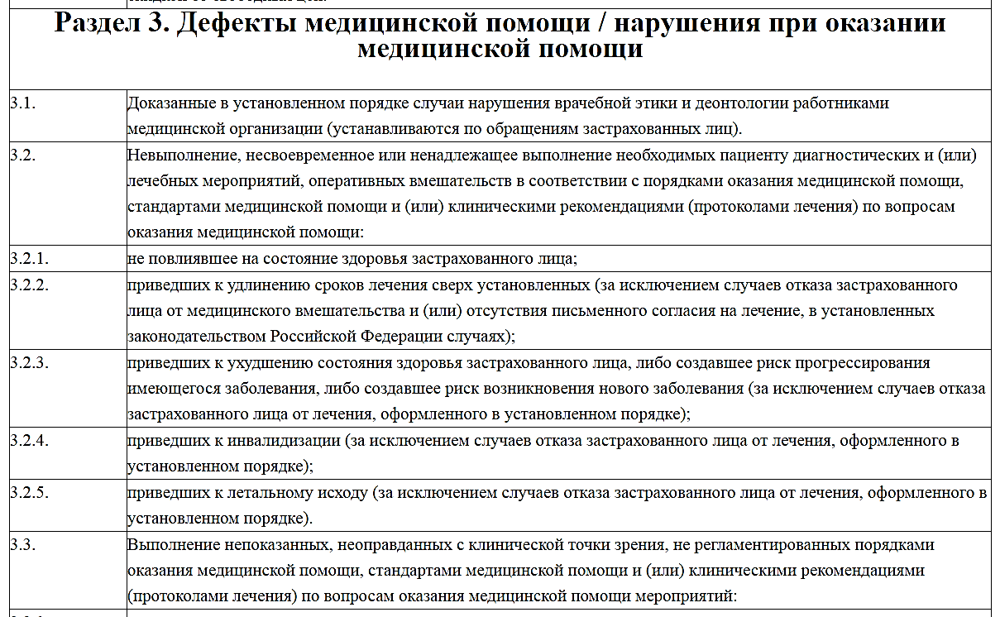 Раздел 3. Дефекты медицинской помощи / нарушения при оказании
медицинской помощи
3.1.
Доказанные в установленном порядке случаи нарушения врачебной этики и деонтологии работниками
медицинской организации (устанавливаются по обращениям застрахованных лиц).
3.2.
Невыполнение, несвоевременное или ненадлежащее выполнение необходимых пациенту диагностических и (или)
лечебных мероприятий, оперативных вмешательств в соответствии с порядками оказания медицинской помощи,
стандартами медицинской помощи и (или) клиническими рекомендациями (протоколами лечения) по вопросам
оказания медицинской помощи:
3.2.1.
не повлиявшее на состояние здоровья застрахованного лица;
3.2.2.
приведших к удлинению сроков лечения сверх установленных (за исключением случаев отказа застрахованного
лица от медицинского вмешательства и (или) отсутствия письменного согласия на лечение, в установленных
законодательством Российской Федерации случаях);
3.2.3.
приведших к ухудшению состояния здоровья застрахованного лица, либо создавшее риск прогрессирования
имеющегося заболевания, либо создавшее риск возникновения нового заболевания (за исключением случаев отказа
застрахованного лица от лечения, оформленного в установленном порядке);
3.2.4.
приведших к инвалидизации (за исключением случаев отказа застрахованного лица от лечения, оформленного в
установленном порядке);
3.2.5.
приведших к летальному исходу (за исключением случаев отказа застрахованного лица от лечения, оформленного в
установленном порядке).
3.3.
Выполнение непоказанных, неоправданных с клинической точки зрения, не регламентированных порядками
оказания медицинской помощи, стандартами медицинской помощи и (или) клиническими рекомендациями
(протоколами лечения) по вопросам оказания медицинской помощи мероприятий: